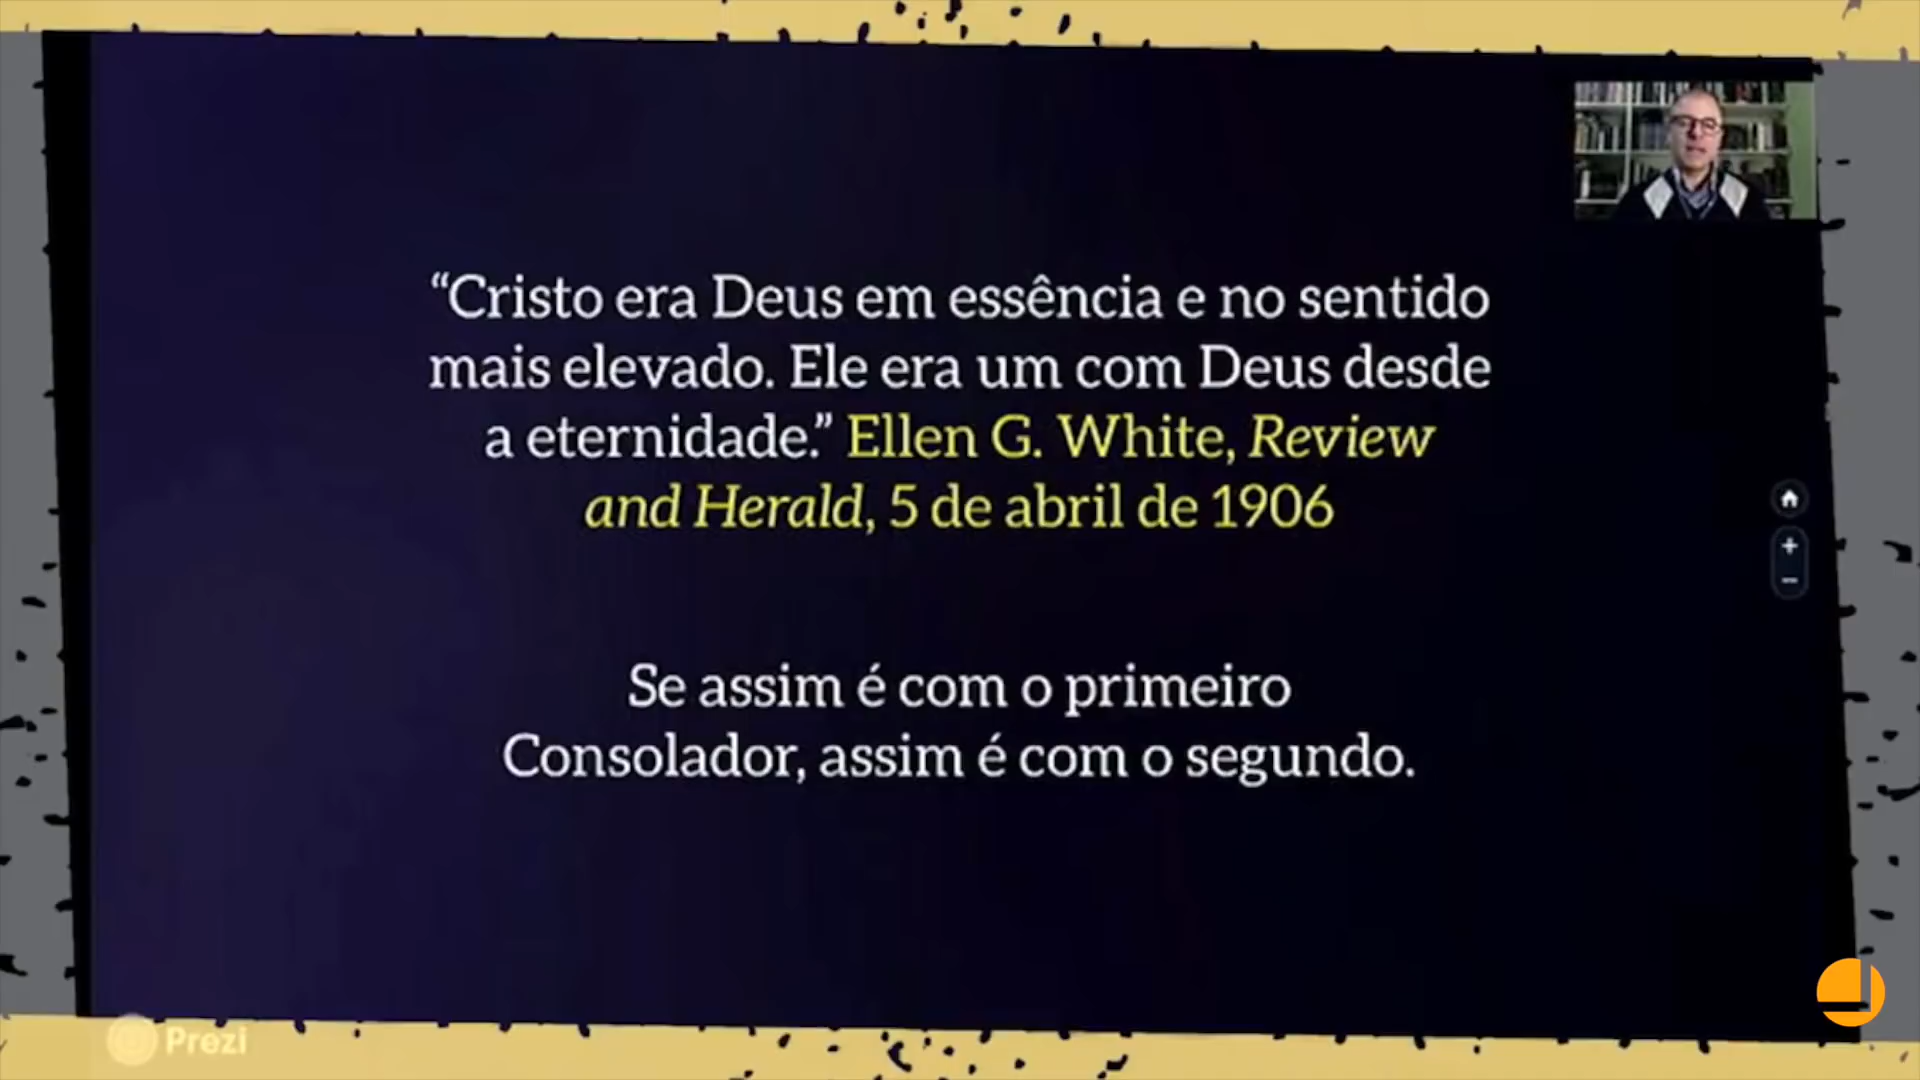 “Cristo era Deus em essência e no sentido
mais elevado. Ele era um com Deus desde
a eternidade.” Ellen G. White, Review
and Herald, 5 de abril de 1906
Se assim é com o primeiro
Consolador, assim é com o segundo.
Prezi